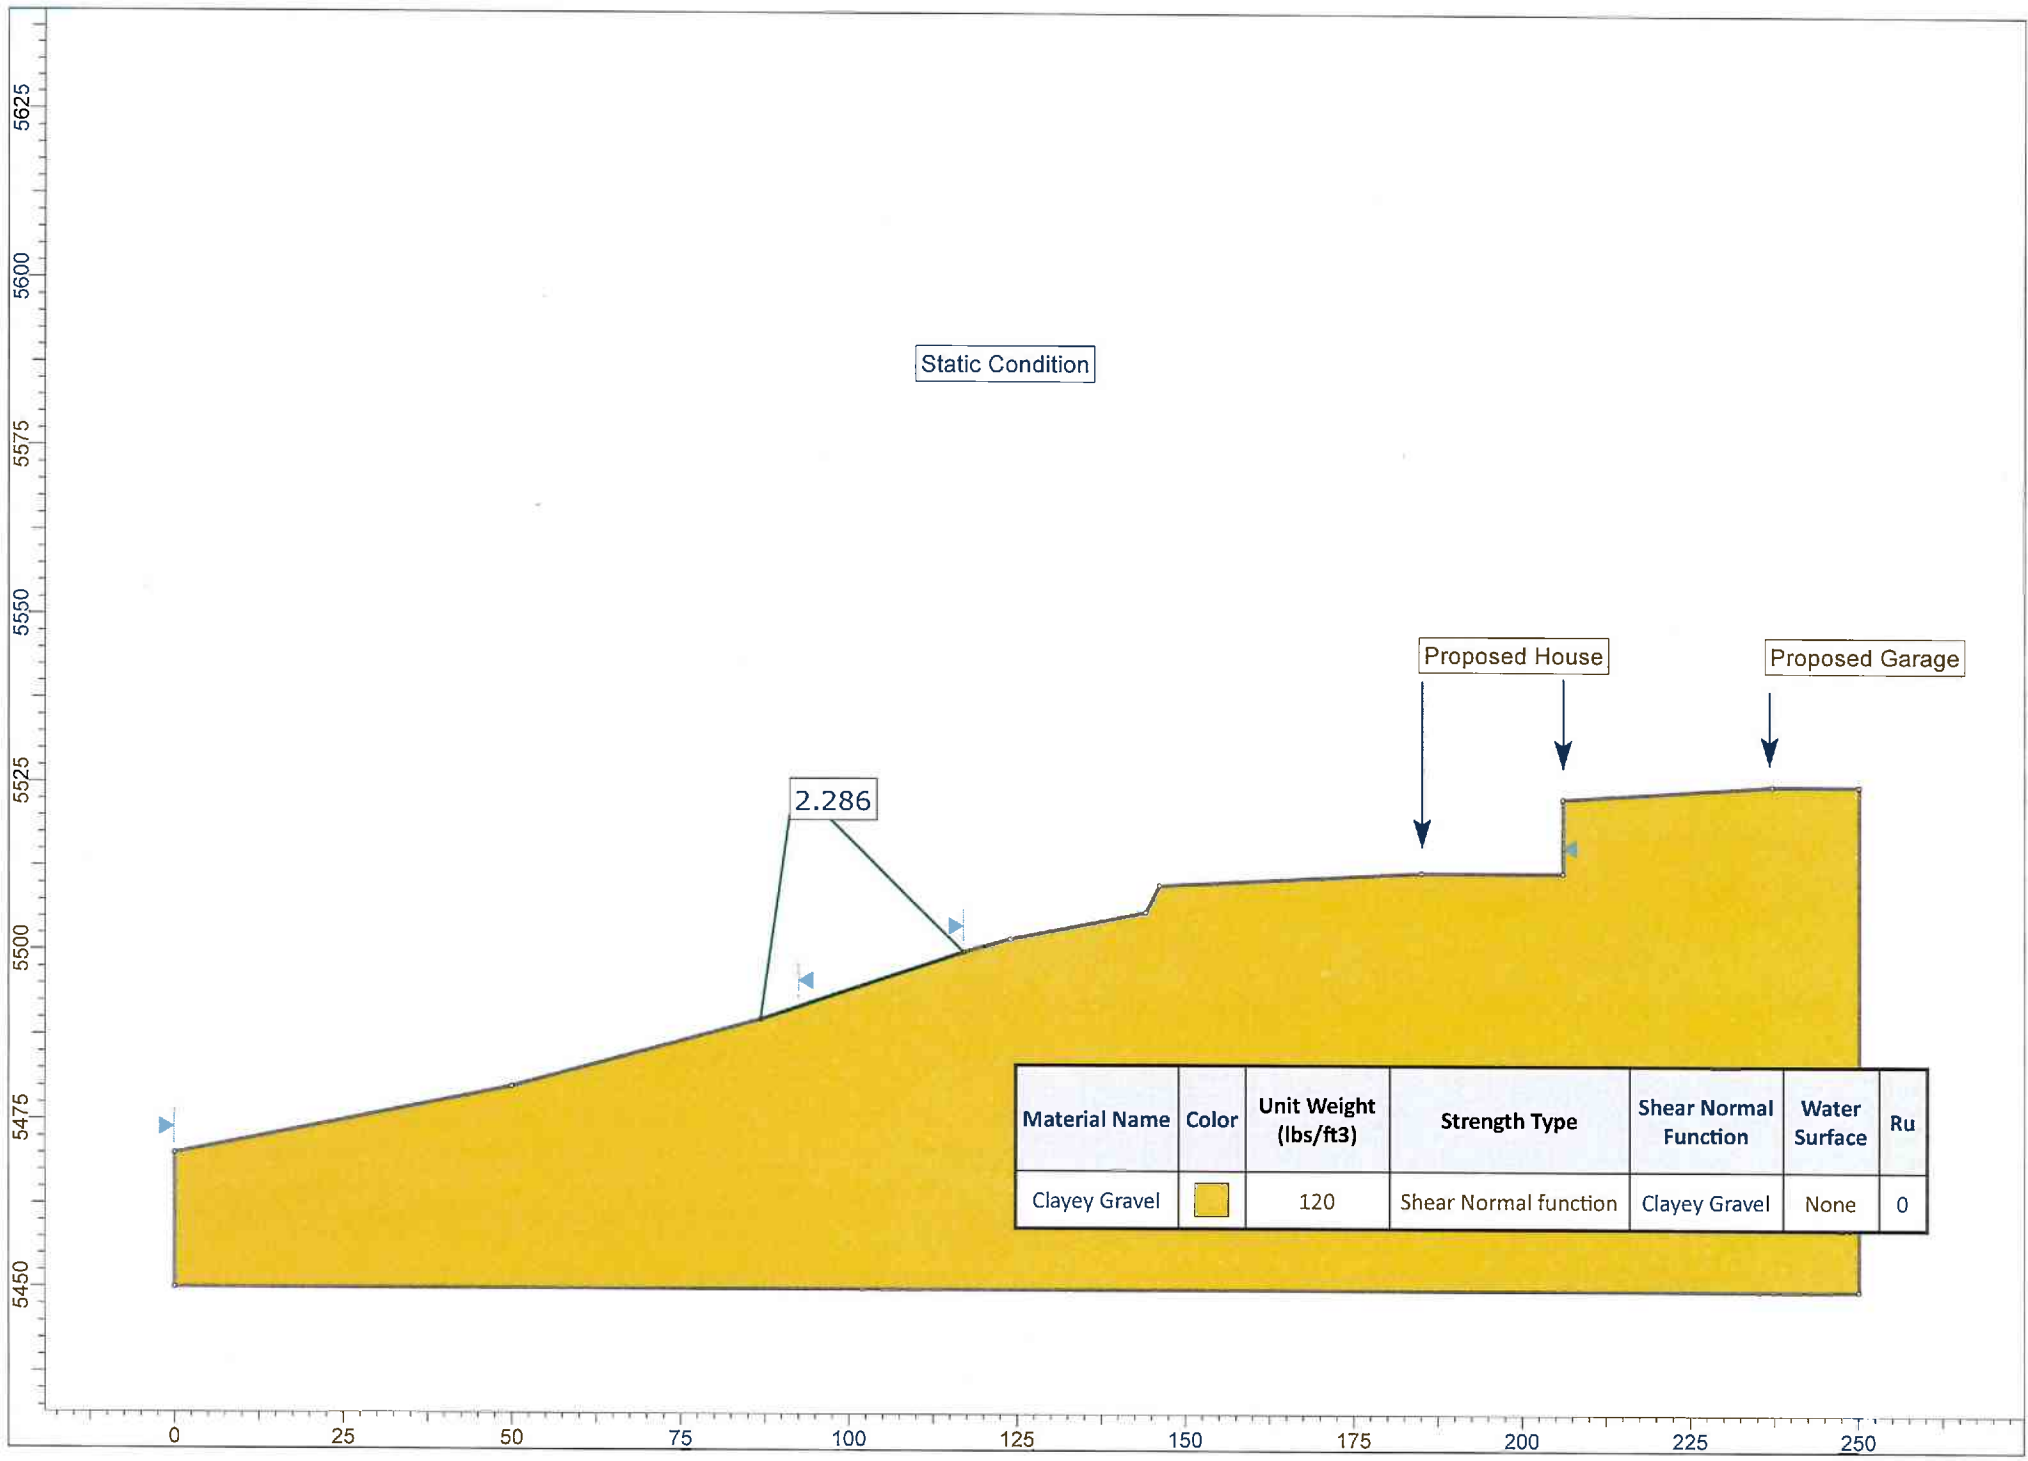 5625
5600
5575
5550
5525
5500
5475
5450
Static Condition
Proposed House
Proposed Garage
2.286
Material Name Color Unit Weight (lbs/ft3) Strength Type Shear Normal Function Water Surface Ru
Clayey Gravel 120 Shear Normal function Clayey Gravel None 0
0 25 50 75 100 125 150 175 200 225 250